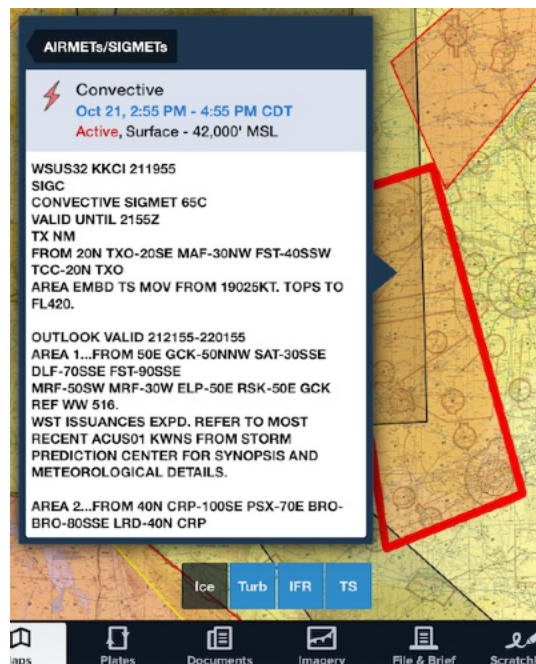 AIRMETs/SIGMETs
Convective
Oct 21, 2:55 PM - 4:55 PM CDT
Active, Surface - 42,000' MSL
WSUS32 KKCI 211955
SIGC
CONVECTIVE SIGMET 65C
VALID UNTIL 2155Z
TX NM
FROM 20N TXO-20SE MAF-30NW FST-40SSW
TCC-20N TXO
AREA EMBD TS MOV FROM 19025KT. TOPS TO
FL420.
OUTLOOK VALID 212155-220155
AREA 1...FROM 50E GCK-50NNW SAT-30SSE
DLF-70SSE FST-90SSE
MRF-50SW MRF-30W ELP-50E RSK-50E GCK
REF WW 516.
WST ISSUANCES EXPD. REFER TO MOST
RECENT ACUS01 KWNS FROM STORM
PREDICTION CENTER FOR SYNOPSIS AND
METEOROLOGICAL DETAILS.
AREA 2...FROM 40N CRP-100SE PSX-70E BRO-
BRO-80SSE LRD-40N CRP
Ice Turb IFR TS
aps Plates Documents Imagery File & Brief Scratch